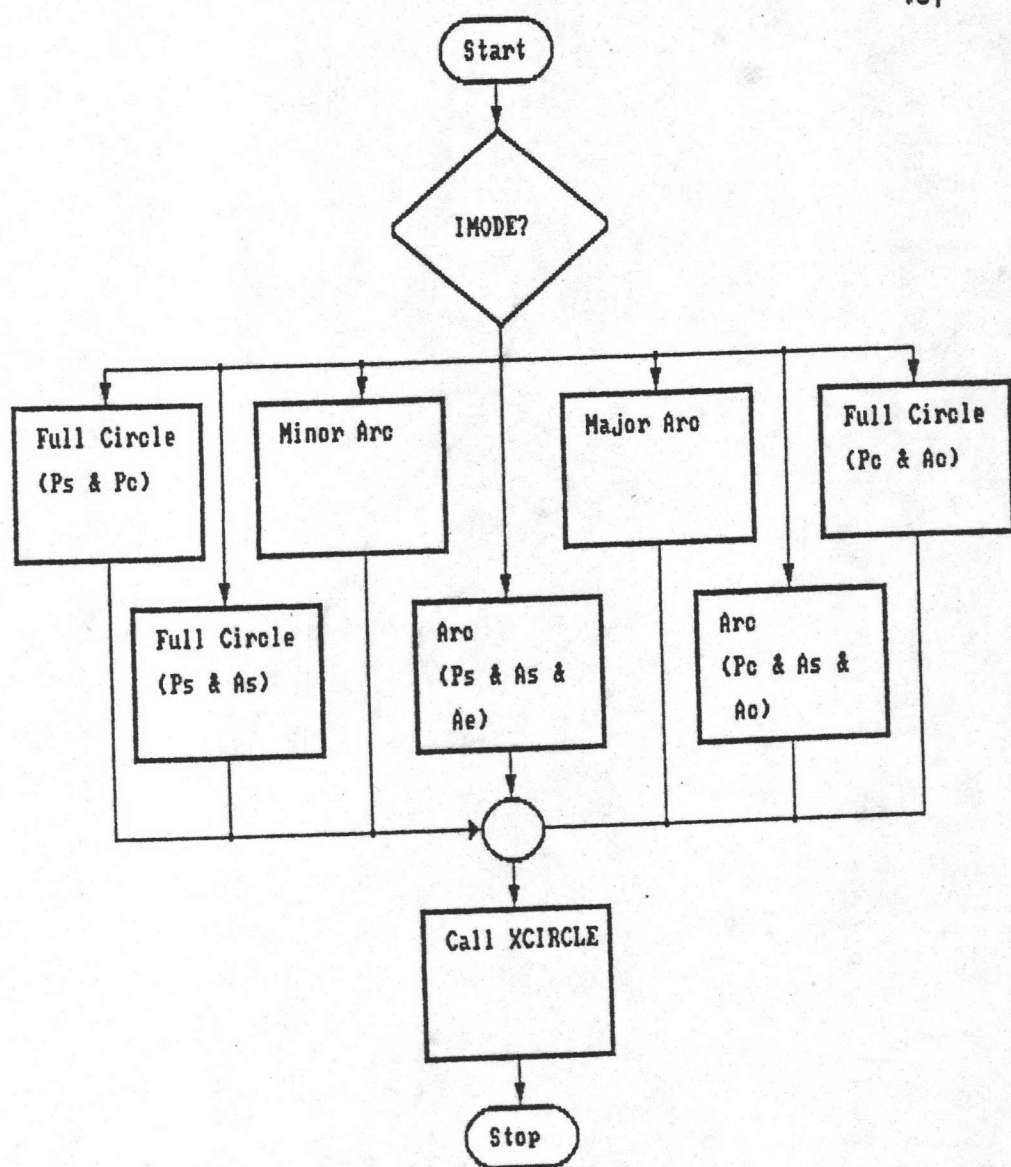 Start
IMODE?
Full Circle
(Ps & Pc)
Minor Arc
Major Arc
Full Circle
(Pc & Ac)
Full Circle
(Ps & As)
Arc
(Ps & As &
Ae)
Arc
(Pc & As &
Ac)
Call XCIRCLE
Stop